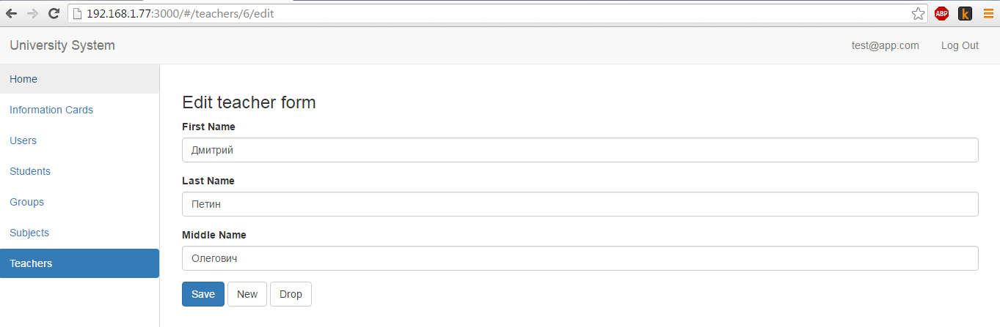 192.168.1.77:3000/#/teachers/6/edit
ABP
k
University System
test@app.com
Log Out
Home
Information Cards
Users
Students
Groups
Subjects
Teachers
Edit teacher form
First Name
Дмитрий
Last Name
Петин
Middle Name
Олегович
Save New Drop